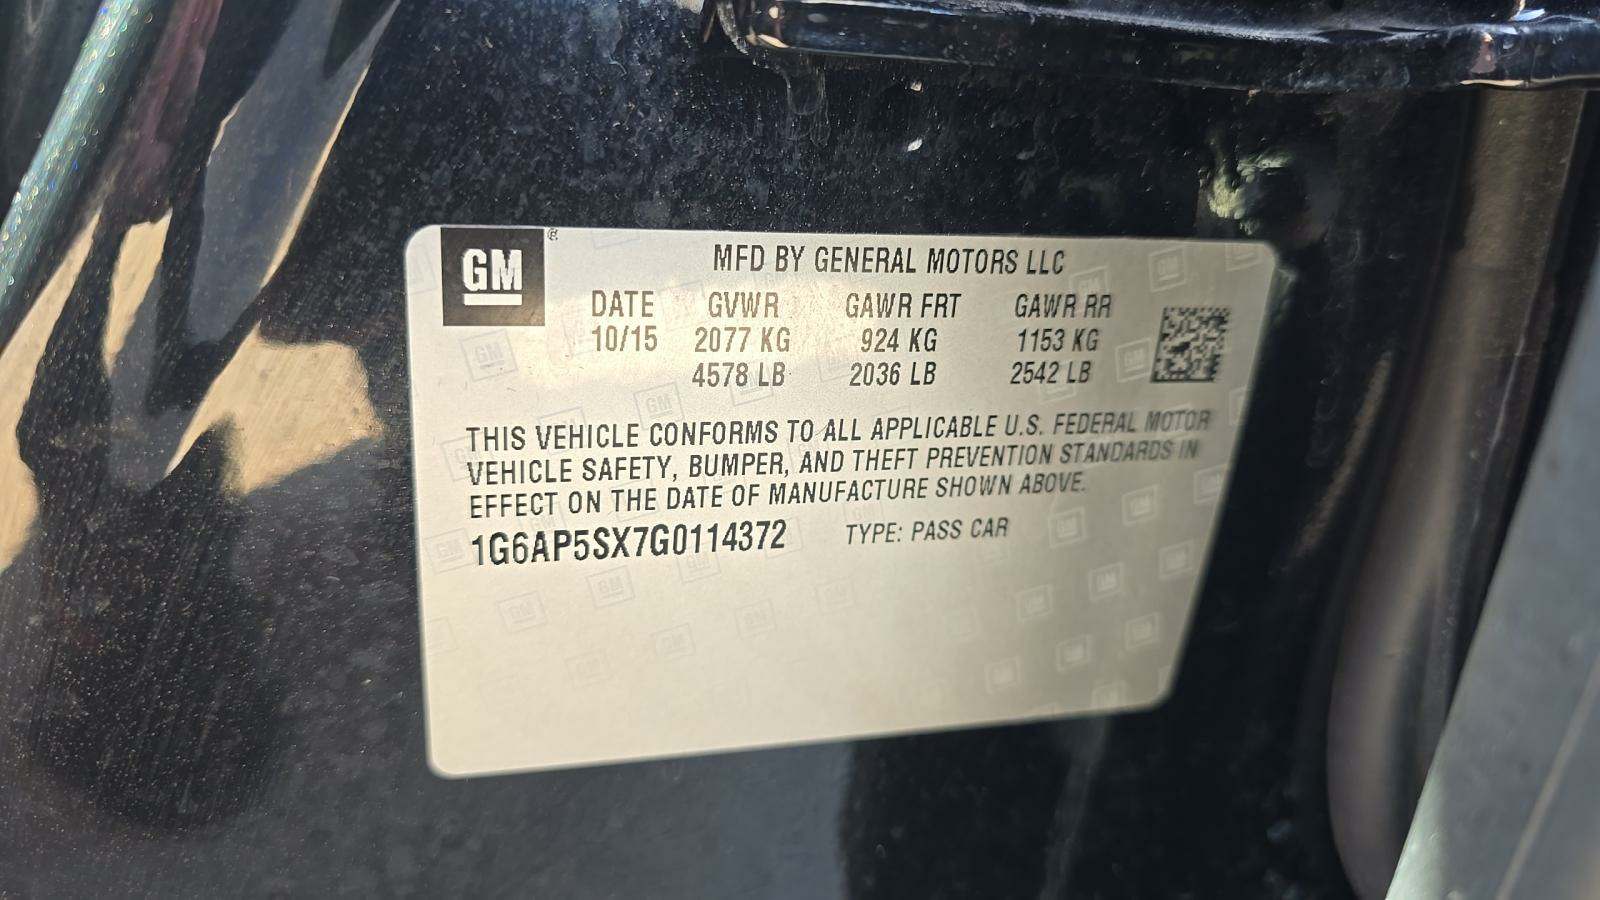 GM ®
MFD BY GENERAL MOTORS LLC
DATE GVWR GAWR FRT GAWR RR
10/15 2077 KG 924 KG 1153 KG
4578 LB 2036 LB 2542 LB
THIS VEHICLE CONFORMS TO ALL APPLICABLE U.S. FEDERAL MOTOR
VEHICLE SAFETY, BUMPER, AND THEFT PREVENTION STANDARDS IN
EFFECT ON THE DATE OF MANUFACTURE SHOWN ABOVE.
1G6AP5SX7G0114372 TYPE: PASS CAR